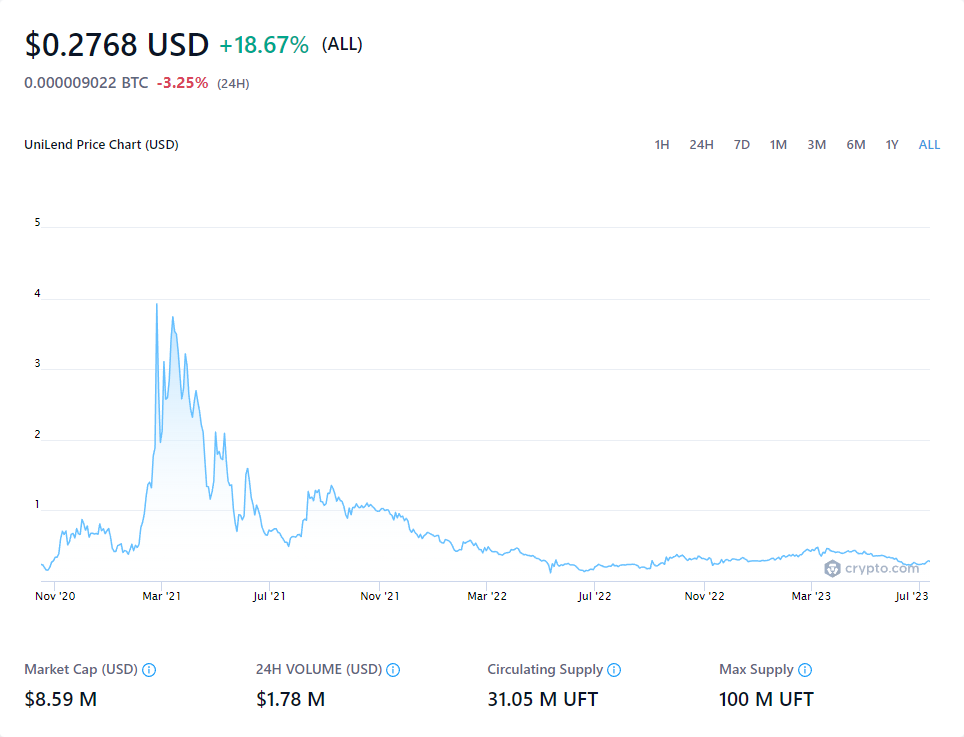 $0.2768 USD +18.67% (ALL)
0.000009022 BTC -3.25% (24H)
UniLend Price Chart (USD) 1H 24H 7D 1M 3M 6M 1Y ALL
5
4
3
2
1
crypto.com
Nov '20 Mar '21 Jul '21 Nov '21 Mar '22 Jul '22 Nov '22 Mar '23 Jul '23
Market Cap (USD) 24H VOLUME (USD) Circulating Supply Max Supply
$8.59 M $1.78 M 31.05 M UFT 100 M UFT